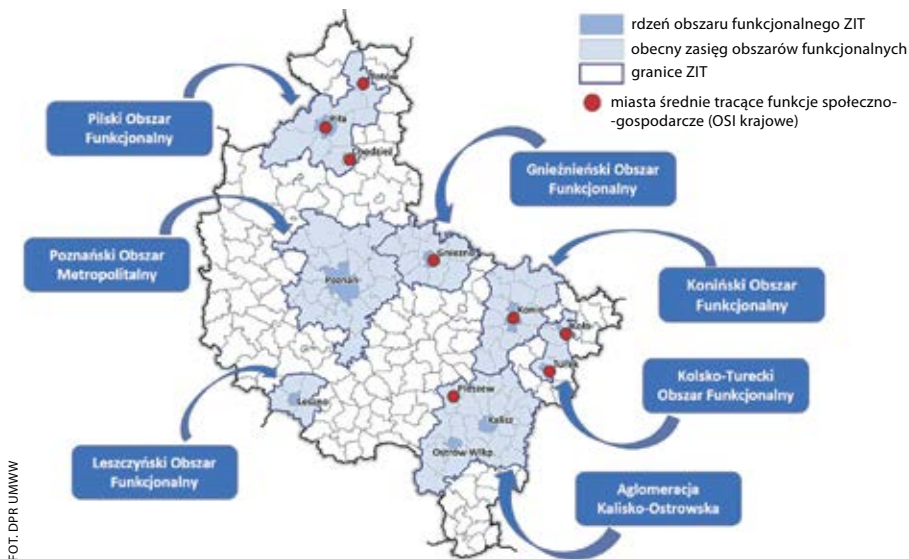 rdzeń obszaru funkcjonalnego ZIT
obecny zasięg obszarów funkcjonalnych
granice ZIT
miasta średnie tracące funkcje społeczno-
-gospodarcze (OSI krajowe)
Pilski Obszar
Funkcjonalny
Gnieźnieński Obszar
Funkcjonalny
Poznański Obszar
Metropolitalny
Koniński Obszar
Funkcjonalny
Kolsko-Turecki
Obszar Funkcjonalny
Leszczyński Obszar
Funkcjonalny
Aglomeracja
Kalisko-Ostrowska
Złotów
Piła
Chodzież
Gniezno
Poznań
Konin
Koło
Turek
Pleszew
Leszno
Kalisz
Ostrów Wlkp.
FOT. DPR UMWW